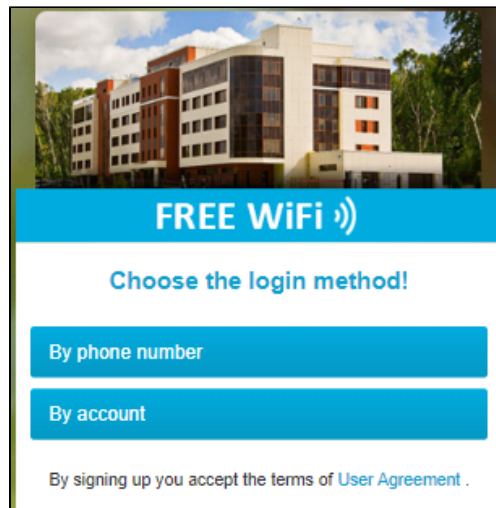 FREE WiFi
Choose the login method!
By phone number
By account
By signing up you accept the terms of User Agreement .